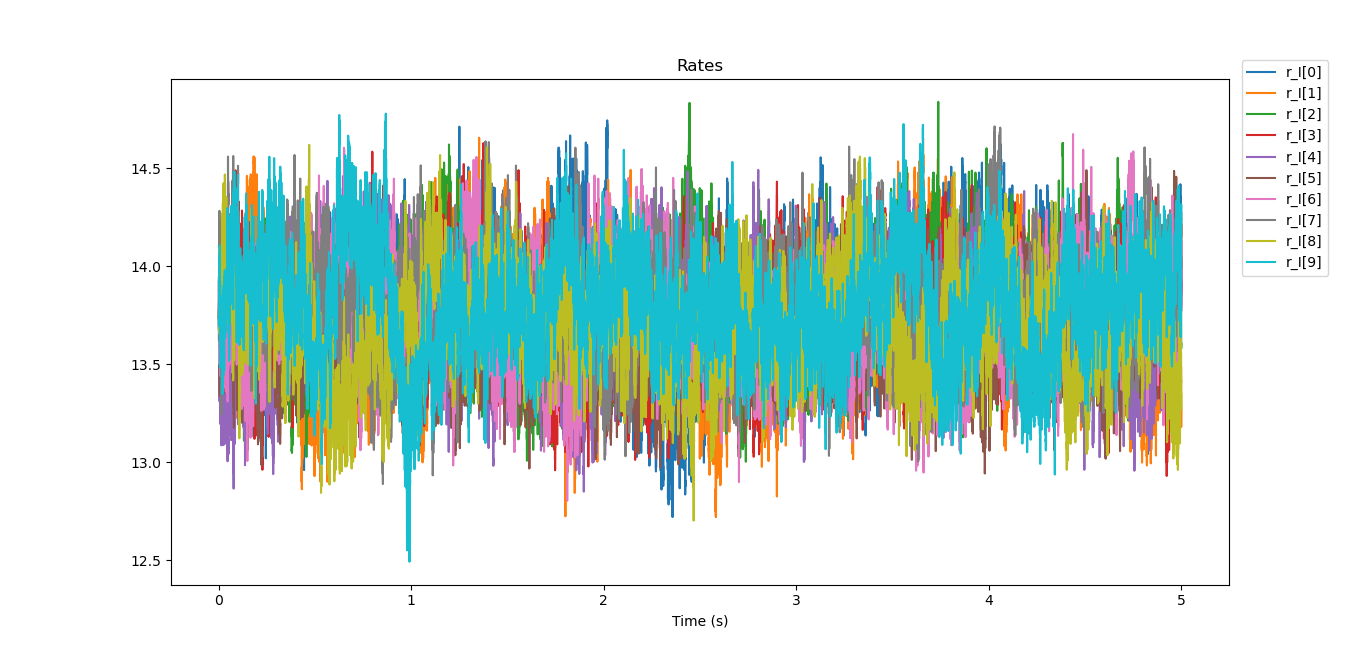 Rates
r_I[0]
r_I[1]
r_I[2]
r_I[3]
r_I[4]
r_I[5]
r_I[6]
r_I[7]
r_I[8]
r_I[9]
14.5
14.0
13.5
13.0
12.5
0 1 2 3 4 5
Time (s)